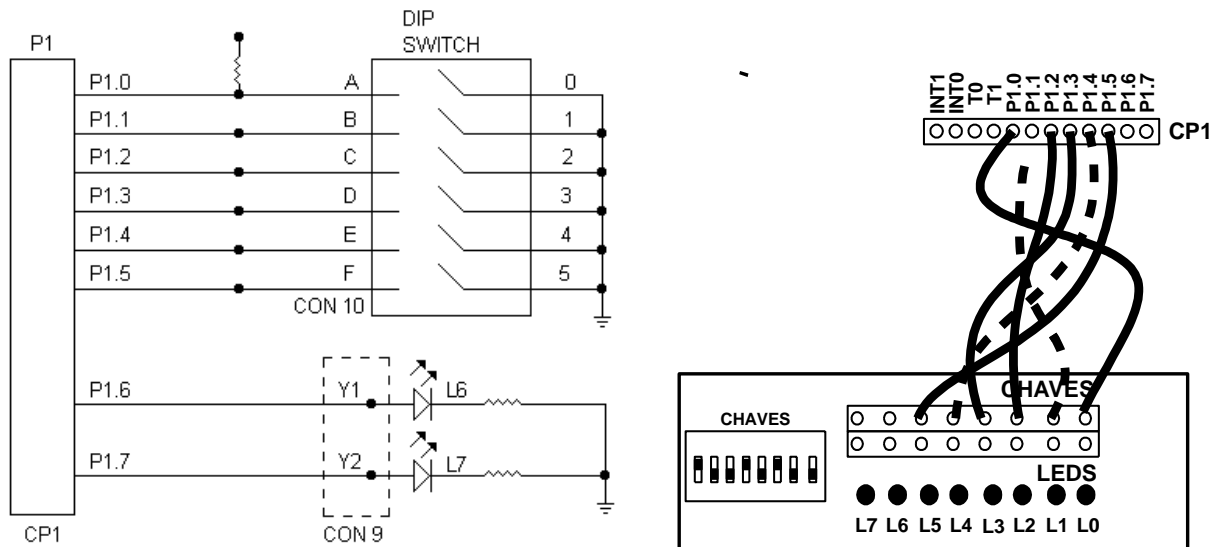 DIP
SWITCH
P1
P1.0 A 0
P1.1 B 1
P1.2 C 2
P1.3 D 3
P1.4 E 4
P1.5 F 5
CON 10
P1.6 Y1 L6
P1.7 Y2 L7
CP1 CON 9
INT1
INT0
T0
T1
P1.0
P1.1
P1.2
P1.3
P1.4
P1.5
P1.6
P1.7
CP1
CHAVES
CHAVES
LEDS
L7 L6 L5 L4 L3 L2 L1 L0